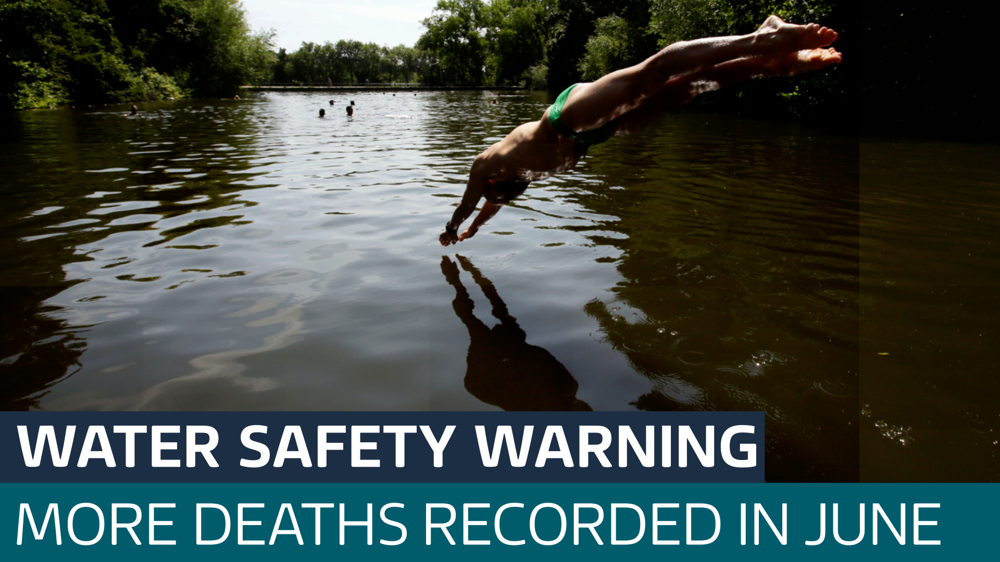 WATER SAFETY WARNING
MORE DEATHS RECORDED IN JUNE